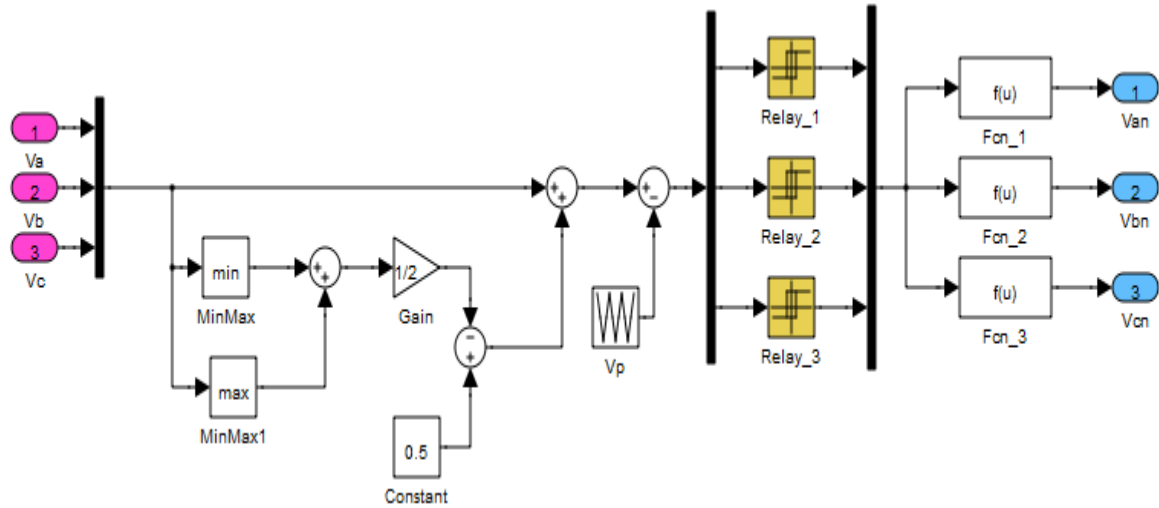 1
Va
2
Vb
3
Vc
min
MinMax
max
MinMax1
+
+
1/2
Gain
−
+
0.5
Constant
+
+
+
−
Vp
Relay_1
Relay_2
Relay_3
f(u)
Fcn_1
f(u)
Fcn_2
f(u)
Fcn_3
1
Van
2
Vbn
3
Vcn